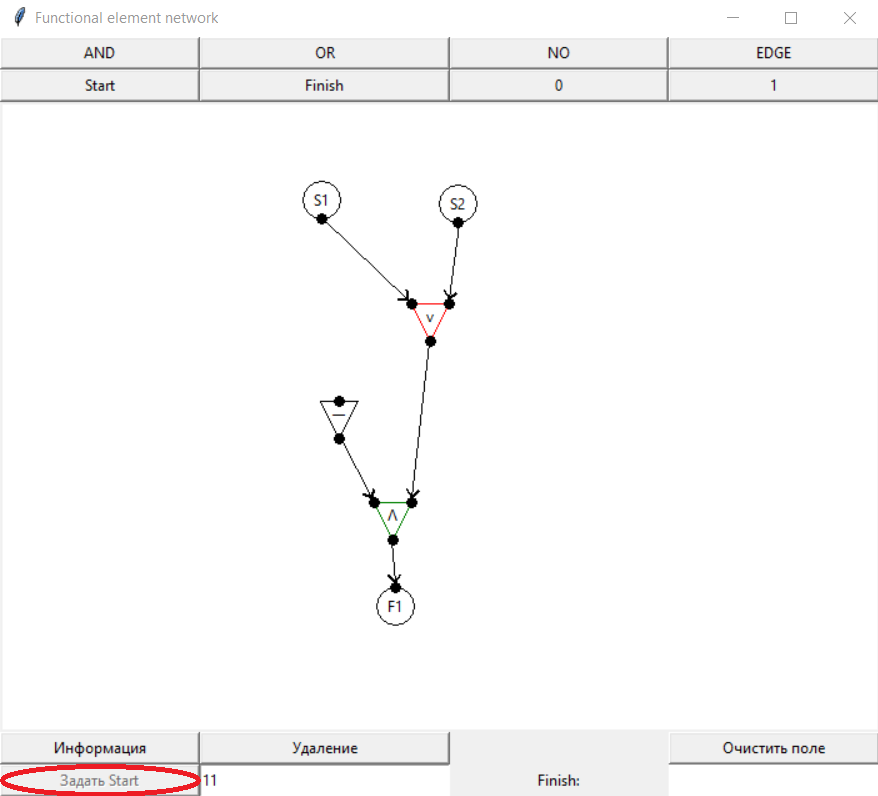 Functional element network
AND OR NO EDGE
Start Finish 0 1
S1 S2
v
—
Λ
F1
Информация Удаление Очистить поле
Задать Start 11 Finish: